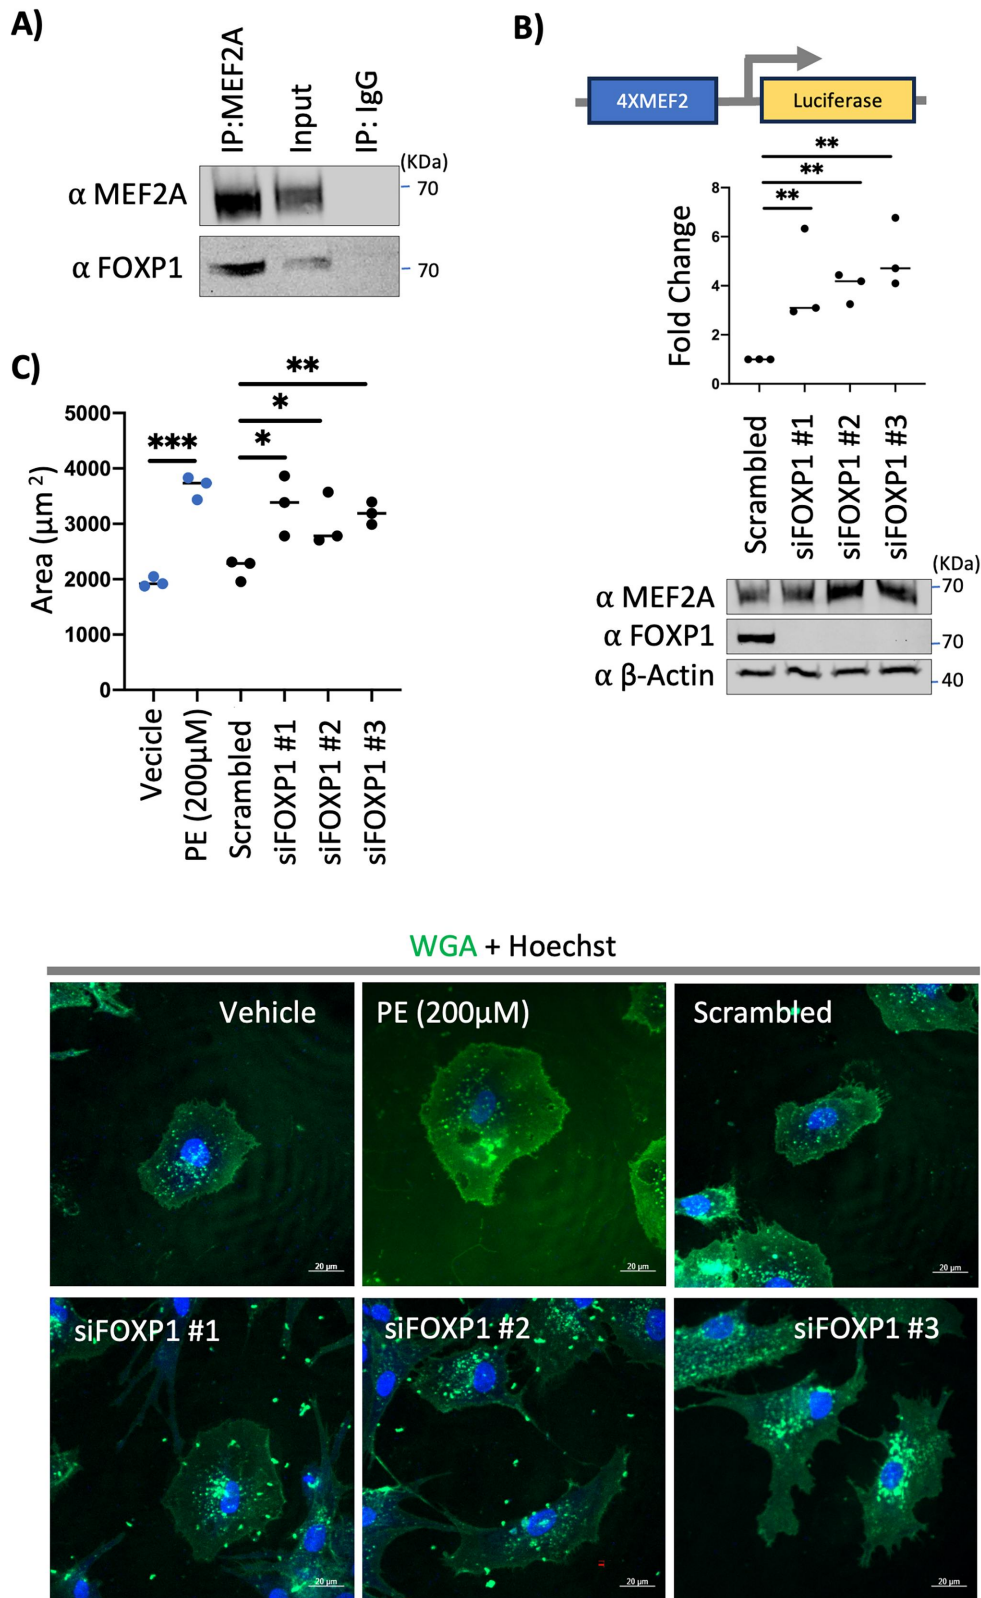 A)
IP:MEF2A
Input
IP: IgG
(KDa)
α MEF2A
70
α FOXP1
70
B)
4XMEF2
Luciferase
**
**
**
Fold Change
8
6
4
2
0
Scrambled
siFOXP1 #1
siFOXP1 #2
siFOXP1 #3
(KDa)
α MEF2A
70
α FOXP1
70
α β-Actin
40
C)
**
*
*
***
Area (μm²)
5000
4000
3000
2000
1000
0
Vecicle
PE (200μM)
Scrambled
siFOXP1 #1
siFOXP1 #2
siFOXP1 #3
WGA + Hoechst
Vehicle
PE (200μM)
Scrambled
20 μm
20 μm
20 μm
siFOXP1 #1
siFOXP1 #2
siFOXP1 #3
20 μm
20 μm
20 μm